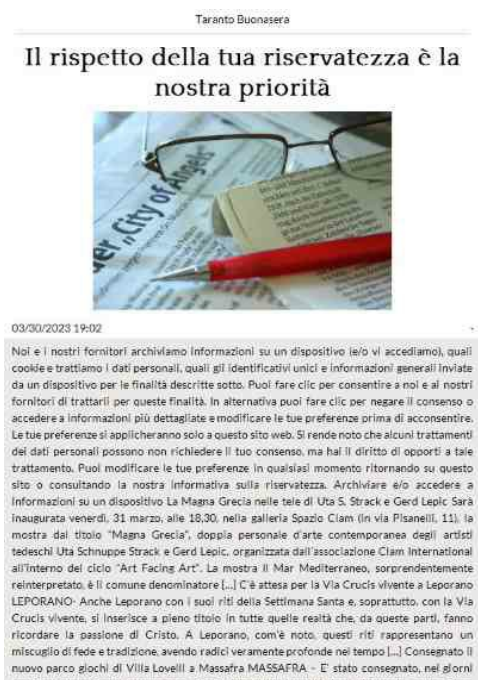 Taranto Buonasera
Il rispetto della tua riservatezza è la
nostra priorità
der „City of Angels"
03/30/2023 19:02
-
Noi e i nostri fornitori archiviamo informazioni su un dispositivo (e/o vi accediamo), quali
cookie e trattiamo i dati personali, quali gli identificativi unici e informazioni generali inviate
da un dispositivo per le finalità descritte sotto. Puoi fare clic per consentire a noi e ai nostri
fornitori di trattarli per queste finalità. In alternativa puoi fare clic per negare il consenso o
accedere a informazioni più dettagliate e modificare le tue preferenze prima di acconsentire.
Le tue preferenze si applicheranno solo a questo sito web. Si rende noto che alcuni trattamenti
dei dati personali possono non richiedere il tuo consenso, ma hai il diritto di opporti a tale
trattamento. Puoi modificare le tue preferenze in qualsiasi momento ritornando su questo
sito o consultando la nostra informativa sulla riservatezza. Archiviare e/o accedere a
informazioni su un dispositivo La Magna Grecia nelle tele di Uta S. Strack e Gerd Lepic Sarà
inaugurata venerdì, 31 marzo, alle 18,30, nella galleria Spazio Clam (in via Pisanelli, 11), la
mostra dal titolo "Magna Grecia", doppia personale d'arte contemporanea degli artisti
tedeschi Uta Schnuppe Strack e Gerd Lepic, organizzata dall'associazione Clam International
all'interno del ciclo "Art Facing Art". La mostra Il Mar Mediterraneo, sorprendentemente
reinterpretato, è il comune denominatore [...] C'è attesa per la Via Crucis vivente a Leporano
LEPORANO- Anche Leporano con i suoi riti della Settimana Santa e, soprattutto, con la Via
Crucis vivente, si inserisce a pieno titolo in tutte quelle realtà che, da queste parti, fanno
ricordare la passione di Cristo. A Leporano, com'è noto, questi riti rappresentano un
miscuglio di fede e tradizione, avendo radici veramente profonde nel tempo [...] Consegnato il
nuovo parco giochi di Villa Lovelli a Massafra MASSAFRA – E' stato consegnato, nei giorni